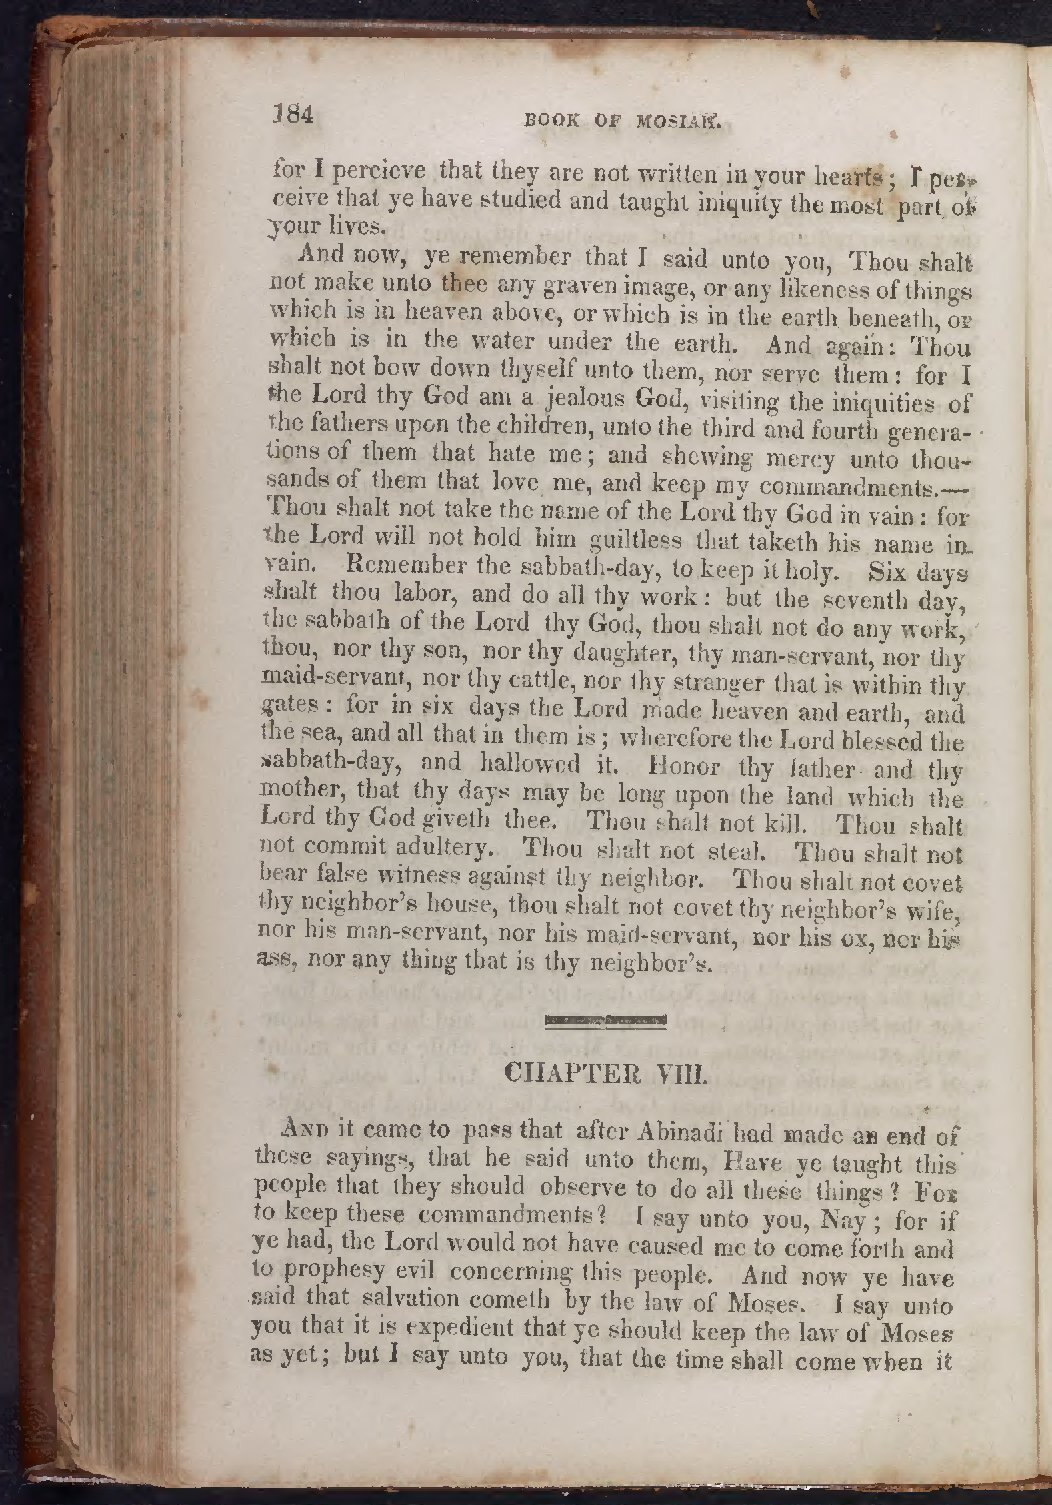 184 BOOK OF MOSIAH.
for I percieve that they are not written in your hearts; I per-
ceive that ye have studied and taught iniquity the most part of
your lives.
And now, ye remember that I said unto you, Thou shalt
not make unto thee any graven image, or any likeness of things
which is in heaven above, or which is in the earth beneath, or
which is in the water under the earth. And again: Thou
shalt not bow down thyself unto them, nor serve them: for I
the Lord thy God am a jealous God, visiting the iniquities of
the fathers upon the children, unto the third and fourth genera-
tions of them that hate me; and shewing mercy unto thou-
sands of them that love me, and keep my commandments.—
Thou shalt not take the name of the Lord thy God in vain: for
the Lord will not hold him guiltless that taketh his name in
vain. Remember the sabbath-day, to keep it holy. Six days
shalt thou labor, and do all thy work: but the seventh day,
the sabbath of the Lord thy God, thou shalt not do any work,
thou, nor thy son, nor thy daughter, thy man-servant, nor thy
maid-servant, nor thy cattle, nor thy stranger that is within thy
gates: for in six days the Lord made heaven and earth, and
the sea, and all that in them is; wherefore the Lord blessed the
sabbath-day, and hallowed it. Honor thy father and thy
mother, that thy days may be long upon the land which the
Lord thy God giveth thee. Thou shalt not kill. Thou shalt
not commit adultery. Thou shalt not steal. Thou shalt not
bear false witness against thy neighbor. Thou shalt not covet
thy neighbor's house, thou shalt not covet thy neighbor's wife,
nor his man-servant, nor his maid-servant, nor his ox, nor his
ass, nor any thing that is thy neighbor's.
CHAPTER VIII.
AND it came to pass that after Abinadi had made an end of
these sayings, that he said unto them, Have ye taught this
people that they should observe to do all these things? For
to keep these commandments? I say unto you, Nay; for if
ye had, the Lord would not have caused me to come forth and
to prophesy evil concerning this people. And now ye have
said that salvation cometh by the law of Moses. I say unto
you that it is expedient that ye should keep the law of Moses
as yet; but I say unto you, that the time shall come when it